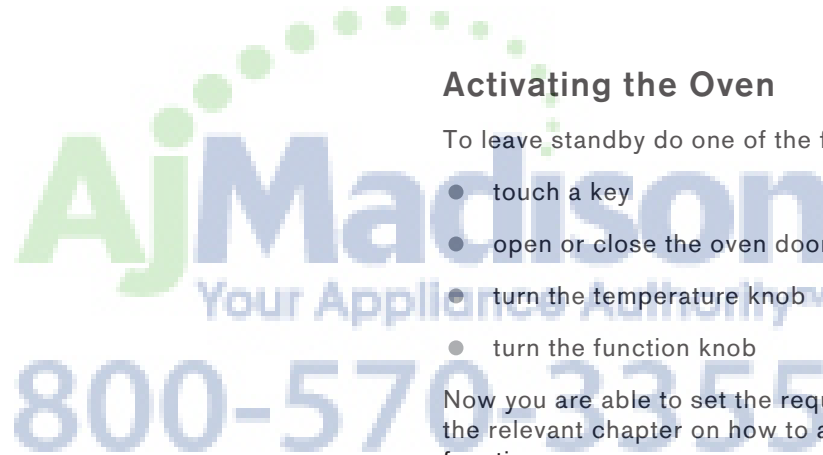 Activating the Oven
To leave standby do one of the
touch a key
open or close the oven door
turn the temperature knob
turn the function knob
Now you are able to set the
the relevant chapter on how to
AjMadison
Your Appliance Authority
800-570-3355